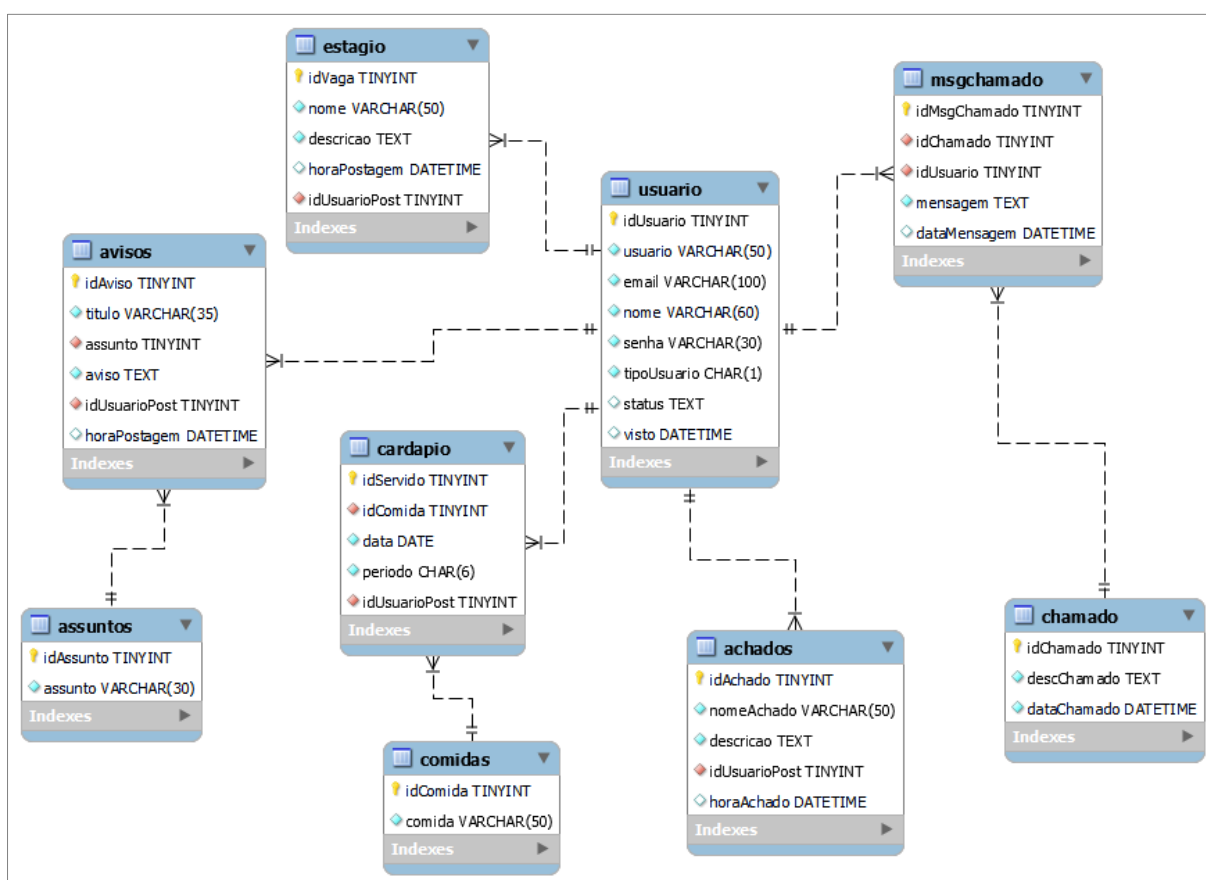 estagio
idVaga TINYINT
nome VARCHAR(50)
descricao TEXT
horaPostagem DATETIME
idUsuarioPost TINYINT
Indexes
msgchamado
idMsgChamado TINYINT
idChamado TINYINT
idUsuario TINYINT
mensagem TEXT
dataMensagem DATETIME
Indexes
usuario
idUsuario TINYINT
usuario VARCHAR(50)
email VARCHAR(100)
nome VARCHAR(60)
senha VARCHAR(30)
tipoUsuario CHAR(1)
status TEXT
visto DATETIME
Indexes
avisos
idAviso TINYINT
titulo VARCHAR(35)
assunto TINYINT
aviso TEXT
idUsuarioPost TINYINT
horaPostagem DATETIME
Indexes
cardapio
idServido TINYINT
idComida TINYINT
data DATE
periodo CHAR(6)
idUsuarioPost TINYINT
Indexes
assuntos
idAssunto TINYINT
assunto VARCHAR(30)
Indexes
achados
idAchado TINYINT
nomeAchado VARCHAR(50)
descricao TEXT
idUsuarioPost TINYINT
horaAchado DATETIME
Indexes
chamado
idChamado TINYINT
descChamado TEXT
dataChamado DATETIME
Indexes
comidas
idComida TINYINT
comida VARCHAR(50)
Indexes